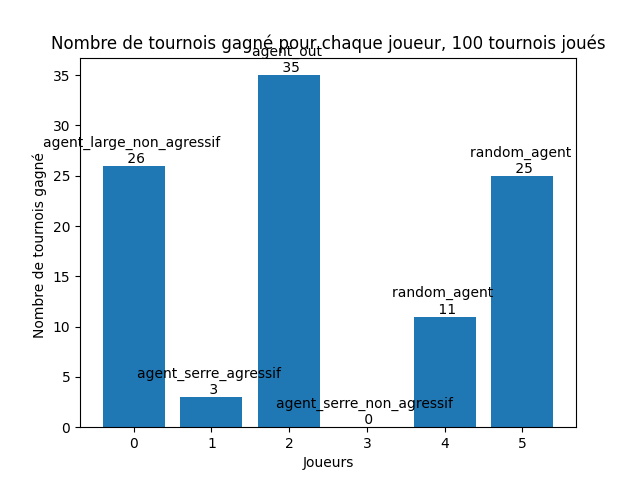 Nombre de tournois gagné pour chaque joueur, 100 tournois joués
agent_out
35
agent_large_non_agressif
26
random_agent
25
random_agent
11
agent_serre_agressif
3
agent_serre_non_agressif
0
Nombre de tournois gagné
35
30
25
20
15
10
5
0
0 1 2 3 4 5
Joueurs